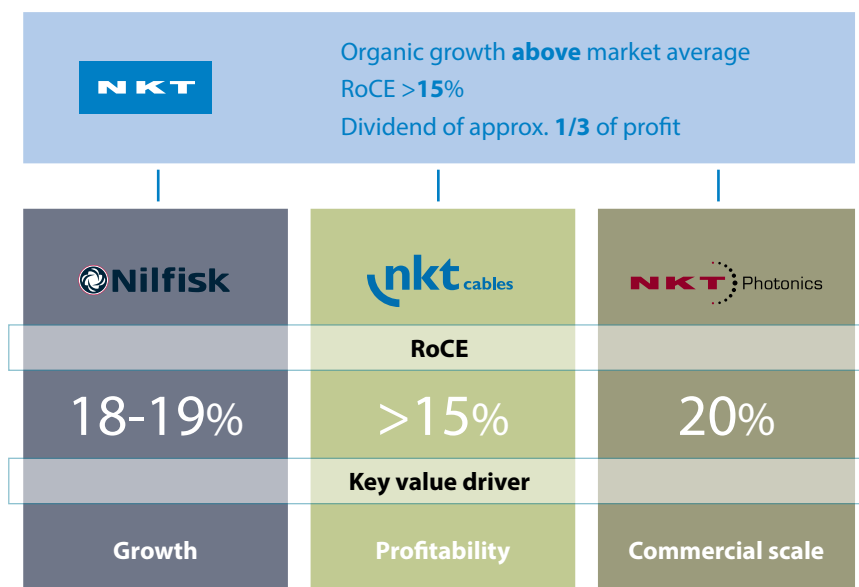 NKT
Organic growth above market average
RoCE >15%
Dividend of approx. 1/3 of profit
Nilfisk
nkt cables
NKT Photonics
RoCE
18-19%
>15%
20%
Key value driver
Growth
Profitability
Commercial scale